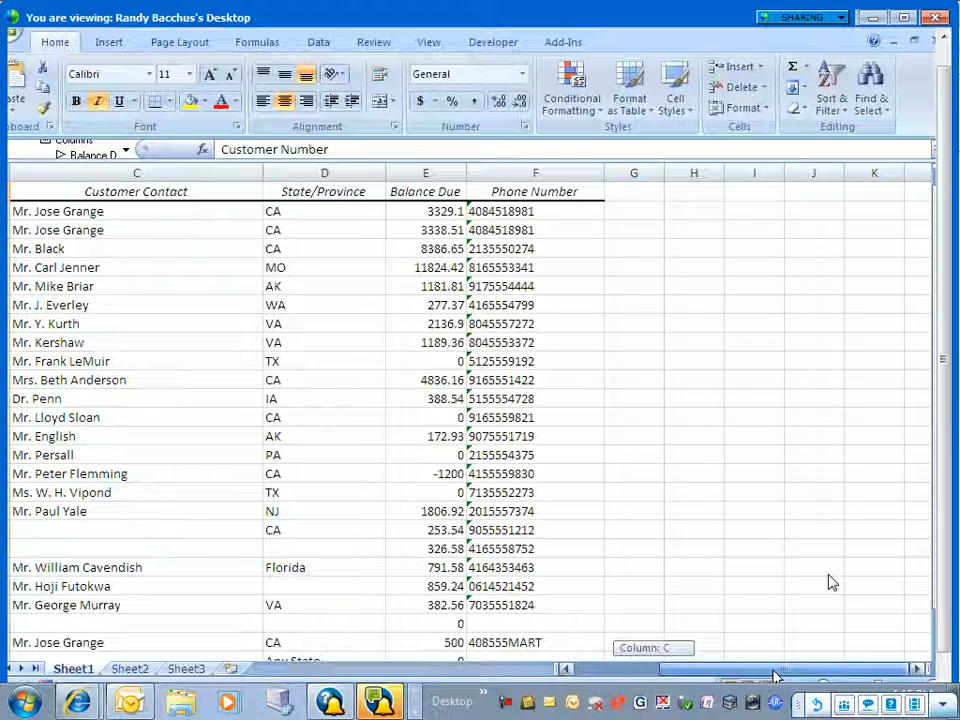 You are viewing: Randy Bacchus's Desktop
SHARING
Home Insert Page Layout Formulas Data Review View Developer Add-Ins
Calibri 11 General
Conditional Formatting Format as Table Cell Styles Insert Delete Format Sort & Filter Find & Select
Font Alignment Number Styles Cells Editing
Balance D Customer Number
C D E F G H I J K
Customer Contact State/Province Balance Due Phone Number
Mr. Jose Grange CA 3329.1 4084518981
Mr. Jose Grange CA 3338.51 4084518981
Mr. Black CA 8386.65 2135550274
Mr. Carl Jenner MO 11824.42 8165553341
Mr. Mike Briar AK 1181.81 9175554444
Mr. J. Everley WA 277.37 4165554799
Mr. Y. Kurth VA 2136.9 8045557272
Mr. Kershaw VA 1189.36 8045553372
Mr. Frank LeMuir TX 0 5125559192
Mrs. Beth Anderson CA 4836.16 9165551422
Dr. Penn IA 388.54 5155554728
Mr. Lloyd Sloan CA 0 9165559821
Mr. English AK 172.93 9075551719
Mr. Persall PA 0 2155554375
Mr. Peter Flemming CA -1200 4155559830
Ms. W. H. Vipond TX 0 7135552273
Mr. Paul Yale NJ 1806.92 2015557374
CA 253.54 9055551212
326.58 4165558752
Mr. William Cavendish Florida 791.58 4164353463
Mr. Hoji Futokwa 859.24 0614521452
Mr. George Murray VA 382.56 7035551824
0
Mr. Jose Grange CA 500 408555MART
Column: C
Any State 0
Sheet1 Sheet2 Sheet3
Desktop